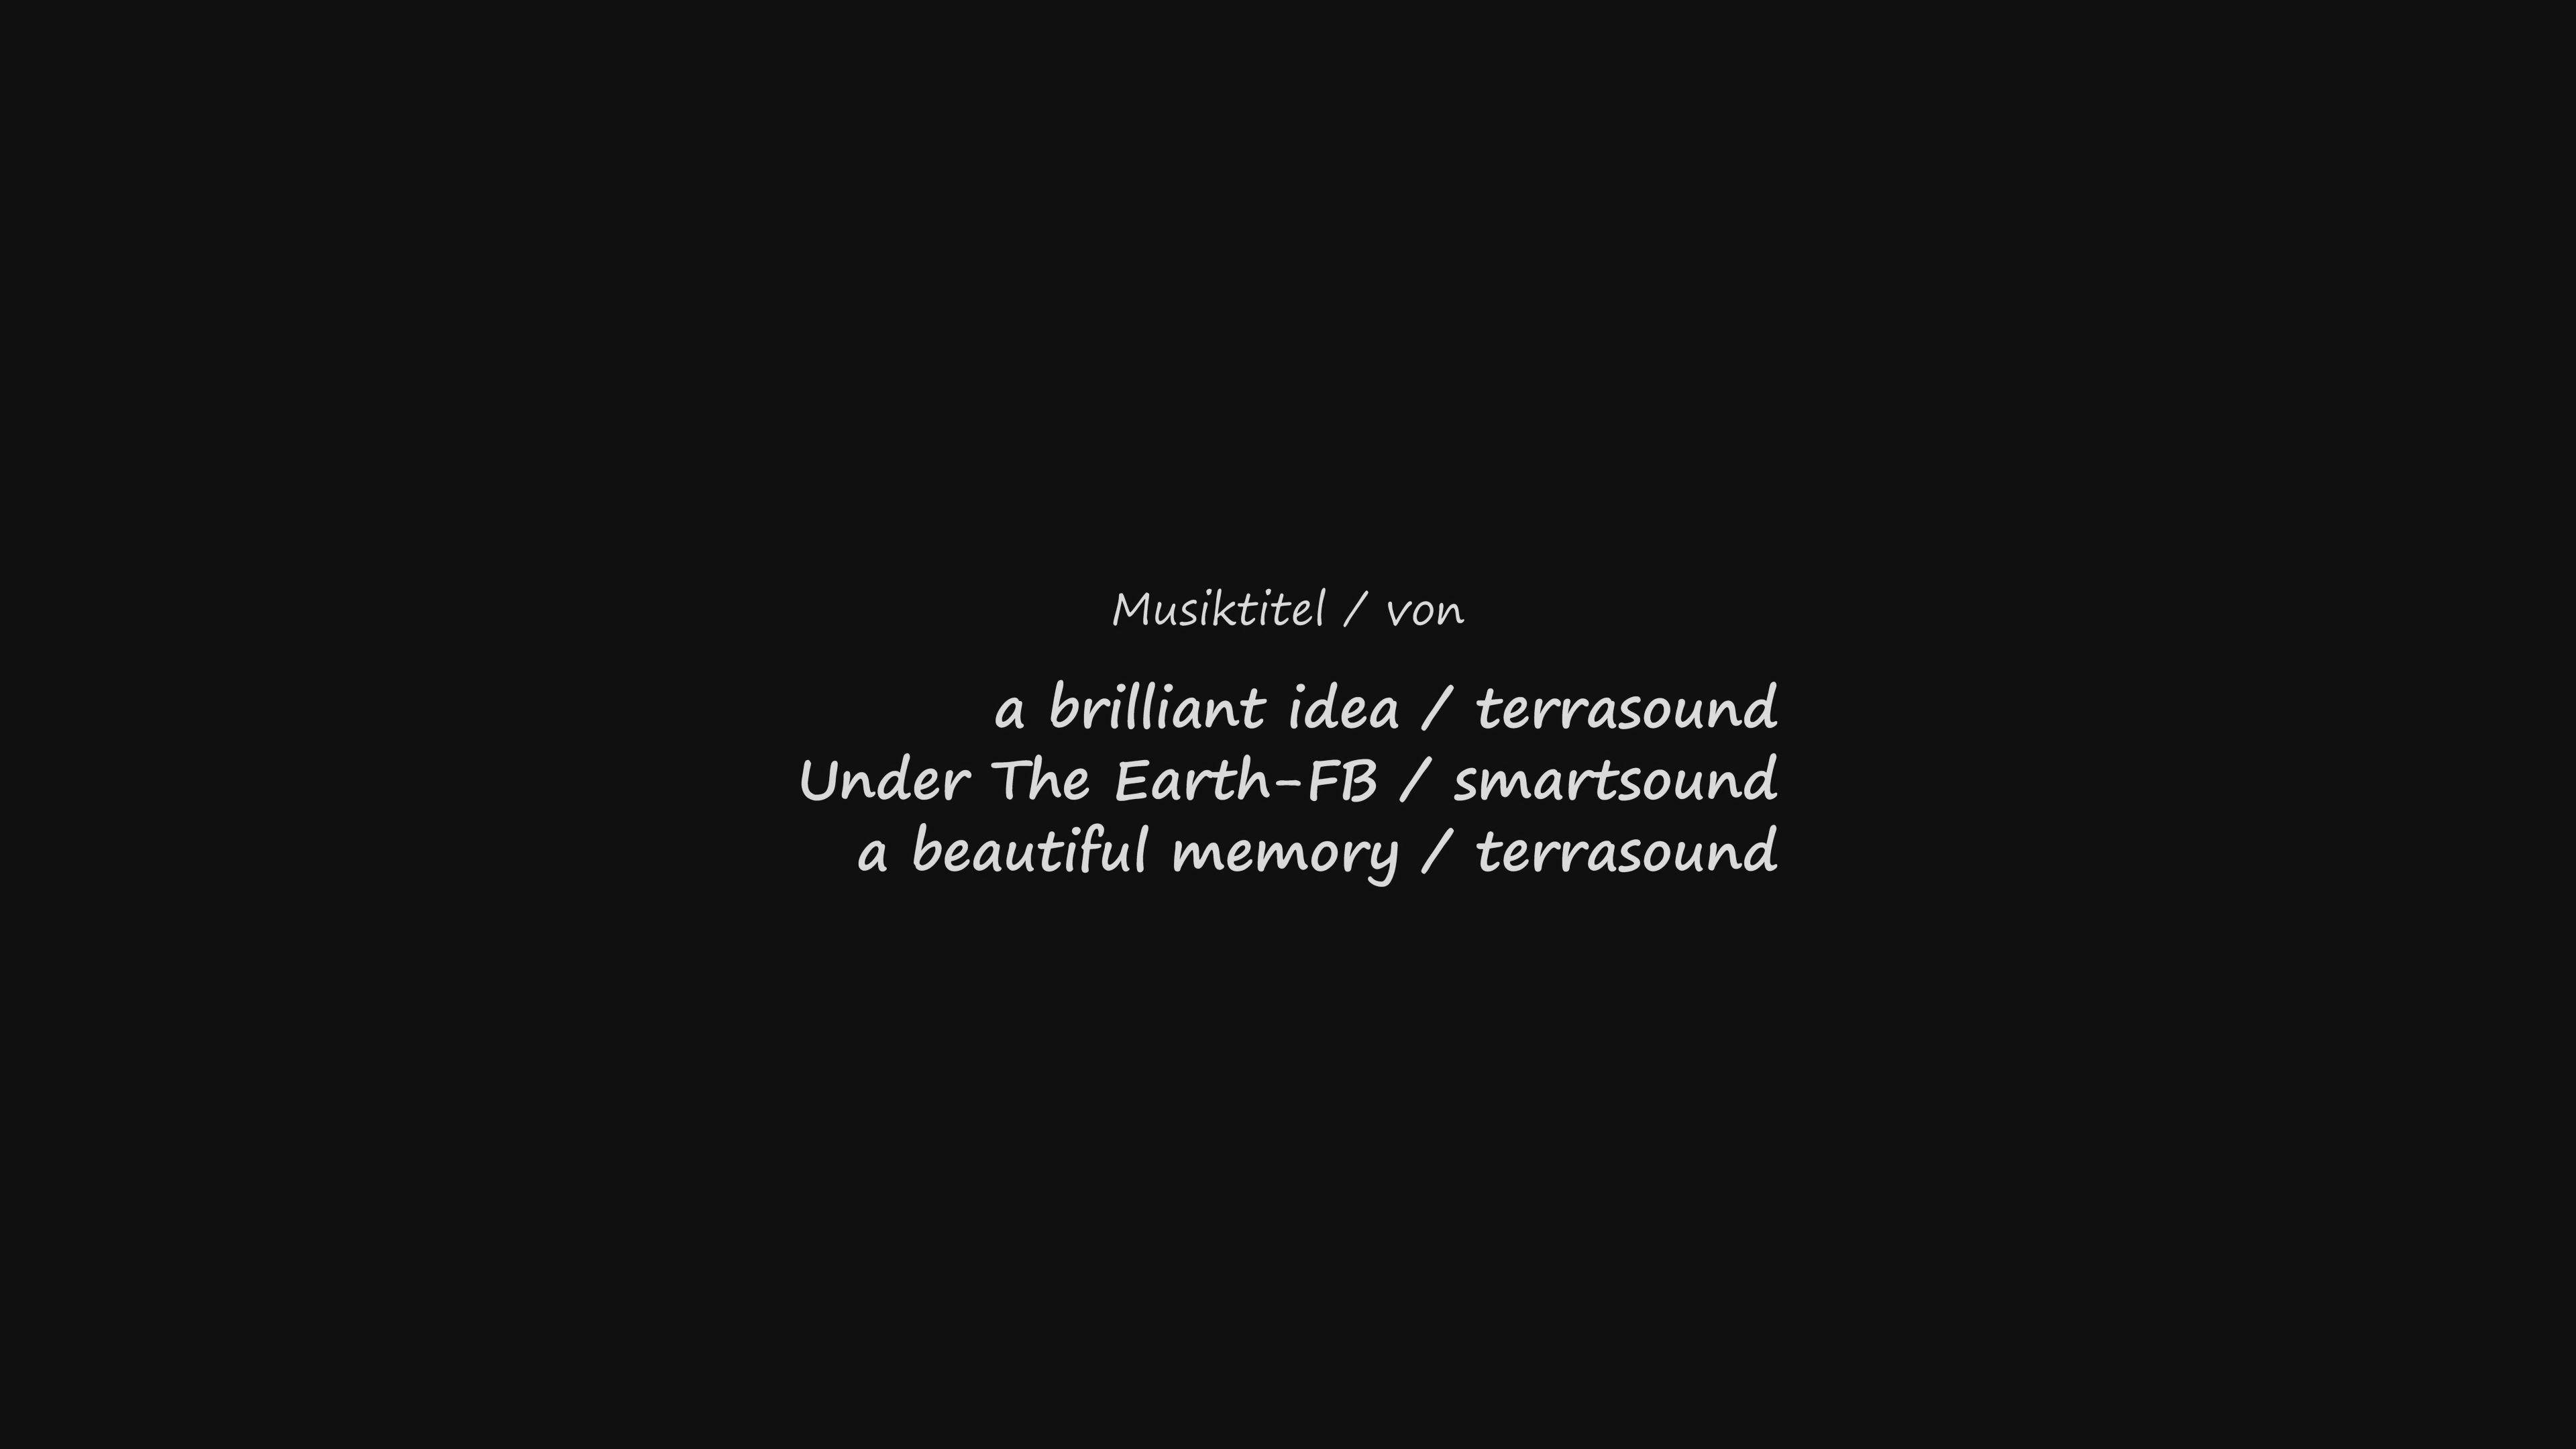 Musiktitel / von
a brilliant idea / terrasound
Under The Earth-FB / smartsound
a beautiful memory / terrasound